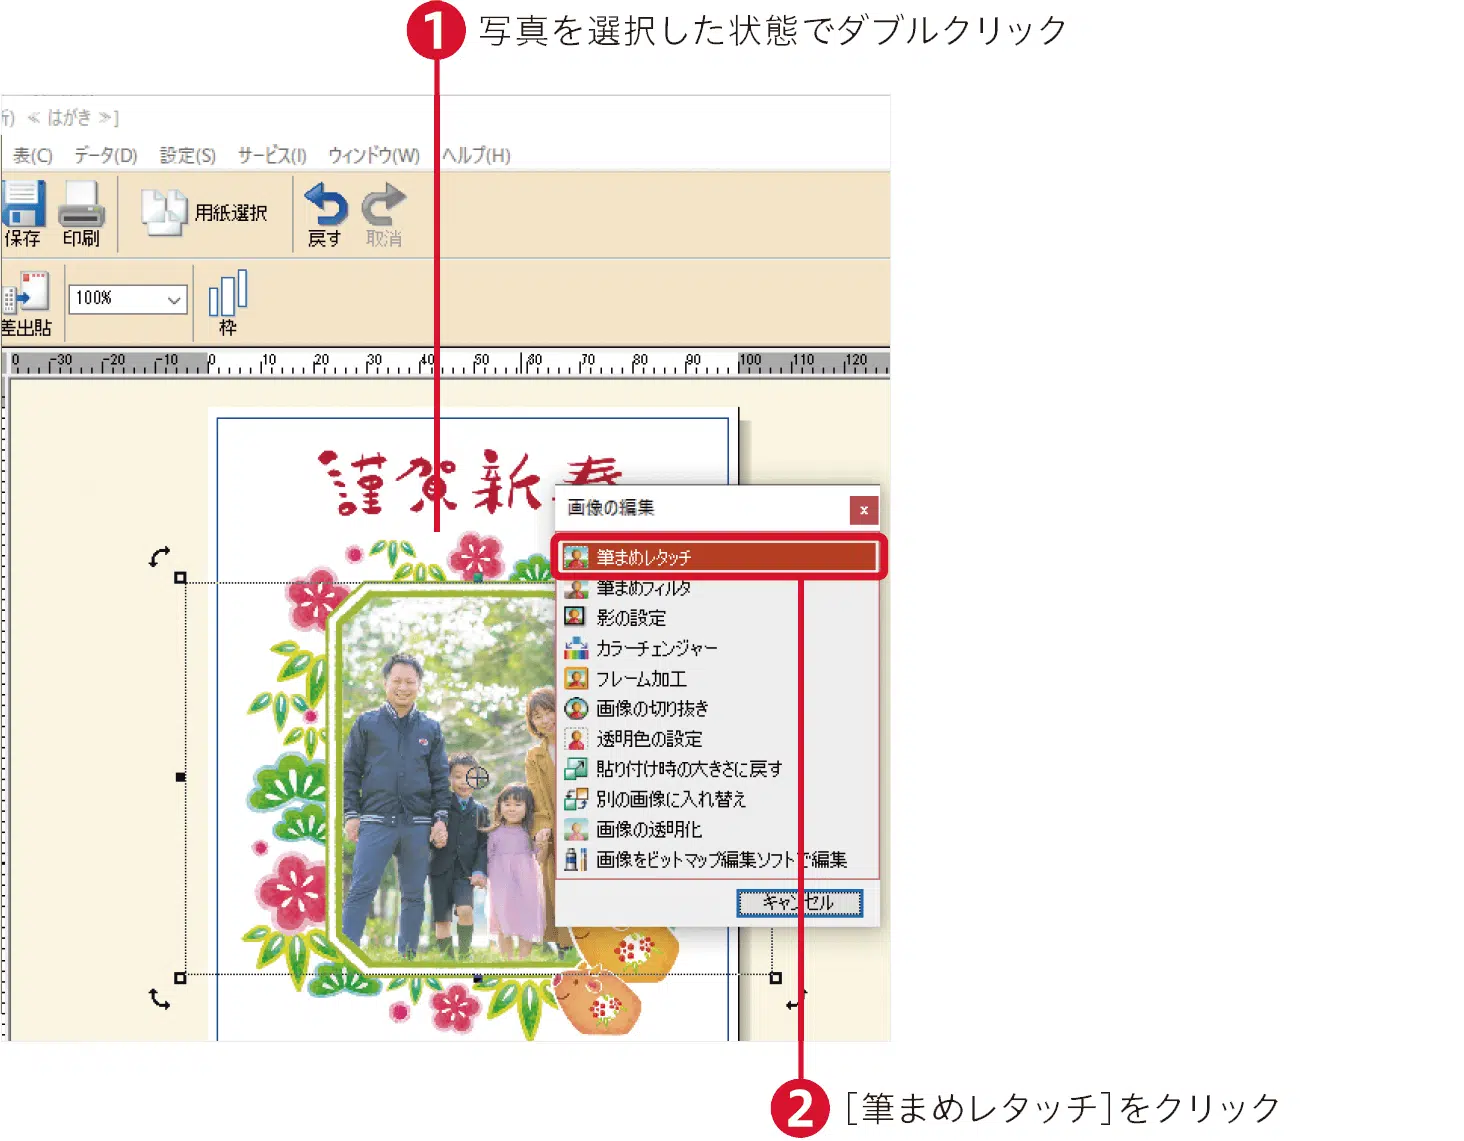 1 写真を選択した状態でダブルクリック
≪ はがき ≫]
表(C) データ(D) 設定(S) サービス(I) ウィンドウ(W) ヘルプ(H)
保存 印刷 用紙選択 戻す 取消
差出貼 100% 枠
0 -30 -20 -10 0 10 20 30 40 50 60 70 80 90 100 110 120
謹賀新春
画像の編集 x
筆まめレタッチ
筆まめフィルタ
影の設定
カラーチェンジャー
フレーム加工
画像の切り抜き
透明色の設定
貼り付け時の大きさに戻す
別の画像に入れ替え
画像の透明化
画像をビットマップ編集ソフトで編集
キャンセル
2 [筆まめレタッチ]をクリック